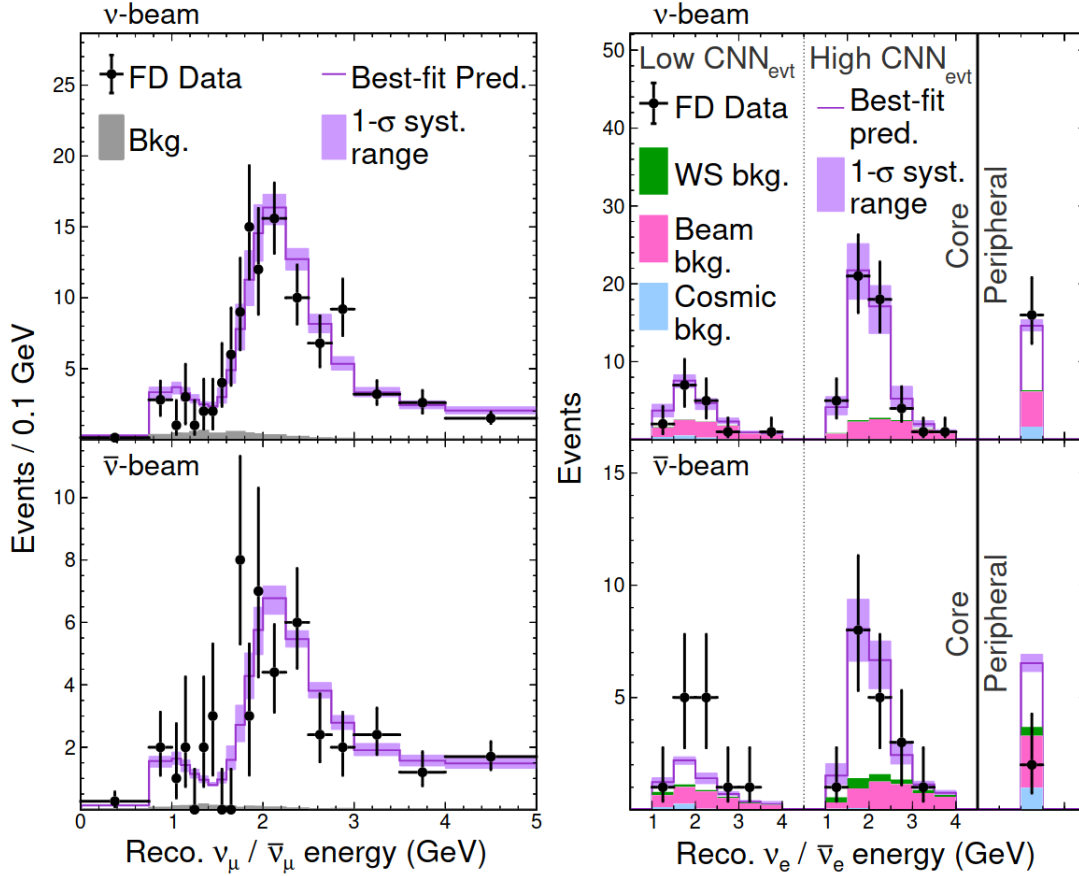 ν-beam
25
20
15
10
5
FD Data
Bkg.
Best-fit Pred.
1-σ syst.
range
ν̅-beam
10
8
6
4
2
0 1 2 3 4 5
Events / 0.1 GeV
Reco. νμ / ν̅μ energy (GeV)
ν-beam
50
40
30
20
10
0
Low CNNevt
High CNNevt
FD Data
WS bkg.
Beam
bkg.
Cosmic
bkg.
Best-fit
pred.
1-σ syst.
range
Core
Peripheral
ν̅-beam
15
10
5
0
Core
Peripheral
1 2 3 4 1 2 3 4
Events
Reco. νe / ν̅e energy (GeV)